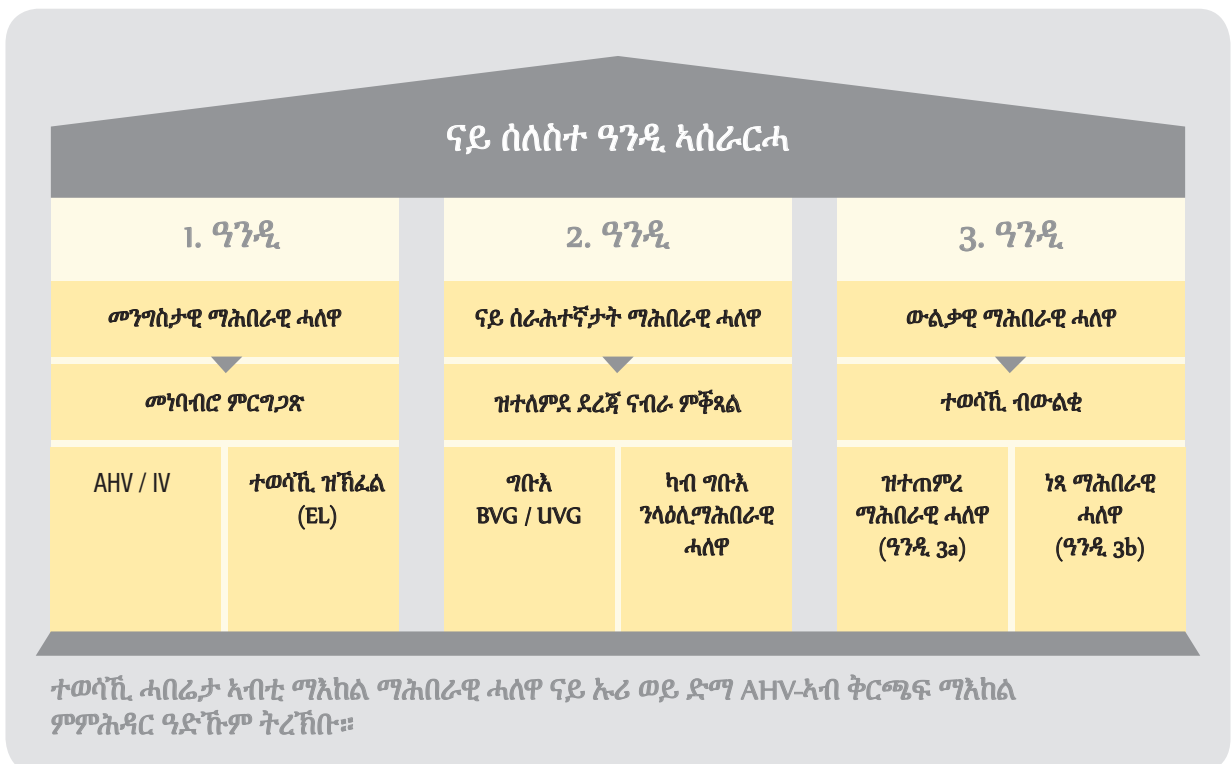 ናይ ሰለስተ ዓንዲ ኣሰራርሓ
1. ዓንዲ
መንግስታዊ ማሕበራዊ ሓለዋ
መነባብሮ ምርግጋጽ
AHV / IV
ተወሳኺ ዝኽፈል
(EL)
2. ዓንዲ
ናይ ሰራሕተኛታት ማሕበራዊ ሓለዋ
ዝተለምደ ደረጃ ናብራ ምቕጻል
ግቡእ
BVG / UVG
ካብ ግቡእ
ንላዕሊማሕበራዊ
ሓለዋ
3. ዓንዲ
ውልቃዊ ማሕበራዊ ሓለዋ
ተወሳኺ ብውልቂ
ዝተጠምረ
ማሕበራዊ ሓለዋ
(ዓንዲ 3a)
ነጻ ማሕበራዊ
ሓለዋ
(ዓንዲ 3b)
ተወሳኺ ሓበሬታ ኣብቲ ማእከል ማሕበራዊ ሓለዋ ናይ ኡሪ ወይ ድማ AHV-ኣብ ቅርጫፍ ማእከል
ምምሕዳር ዓድኹም ትረኽቡ።